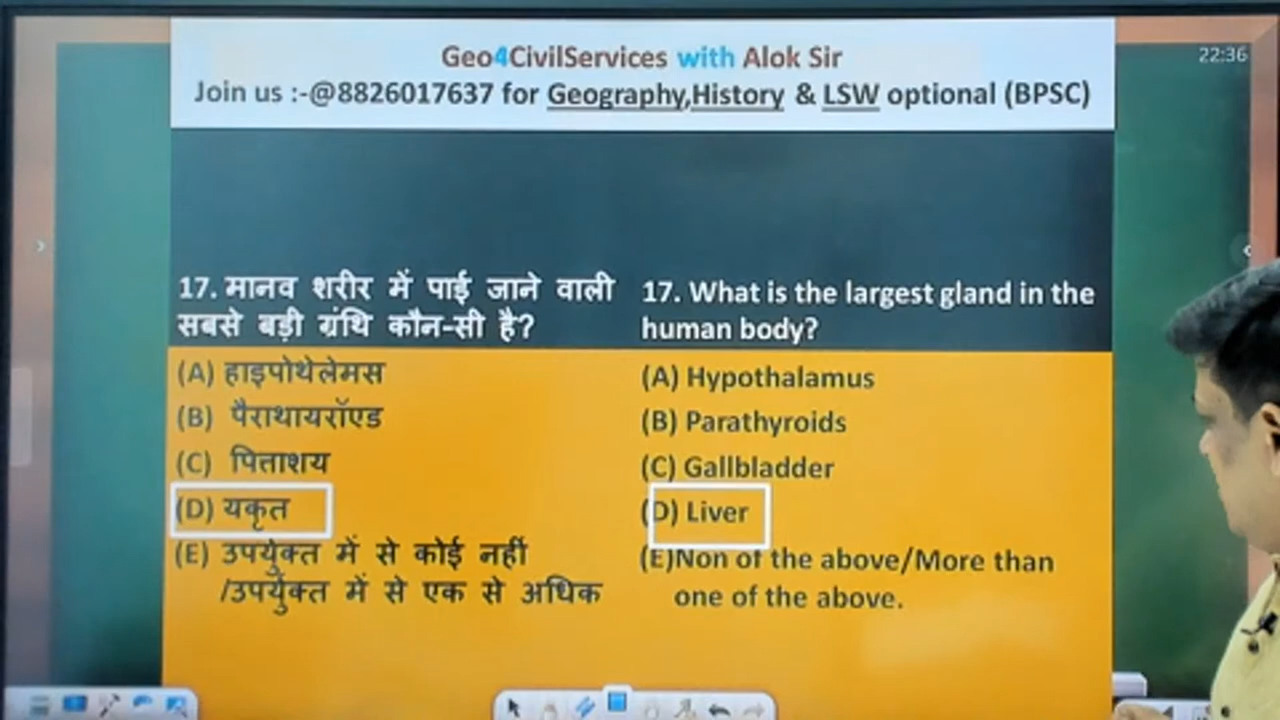 Geo4CivilServices with Alok Sir
Join us :-@8826017637 for Geography,History & LSW optional (BPSC)
22:36
17. मानव शरीर में पाई जाने वाली
सबसे बड़ी ग्रंथि कौन-सी है?
(A) हाइपोथेलेमस
(B) पैराथायरॉएड
(C) पित्ताशय
(D) यकृत
(E) उपर्युक्त में से कोई नहीं
/उपर्युक्त में से एक से अधिक
17. What is the largest gland in the
human body?
(A) Hypothalamus
(B) Parathyroids
(C) Gallbladder
(D) Liver
(E)Non of the above/More than
one of the above.